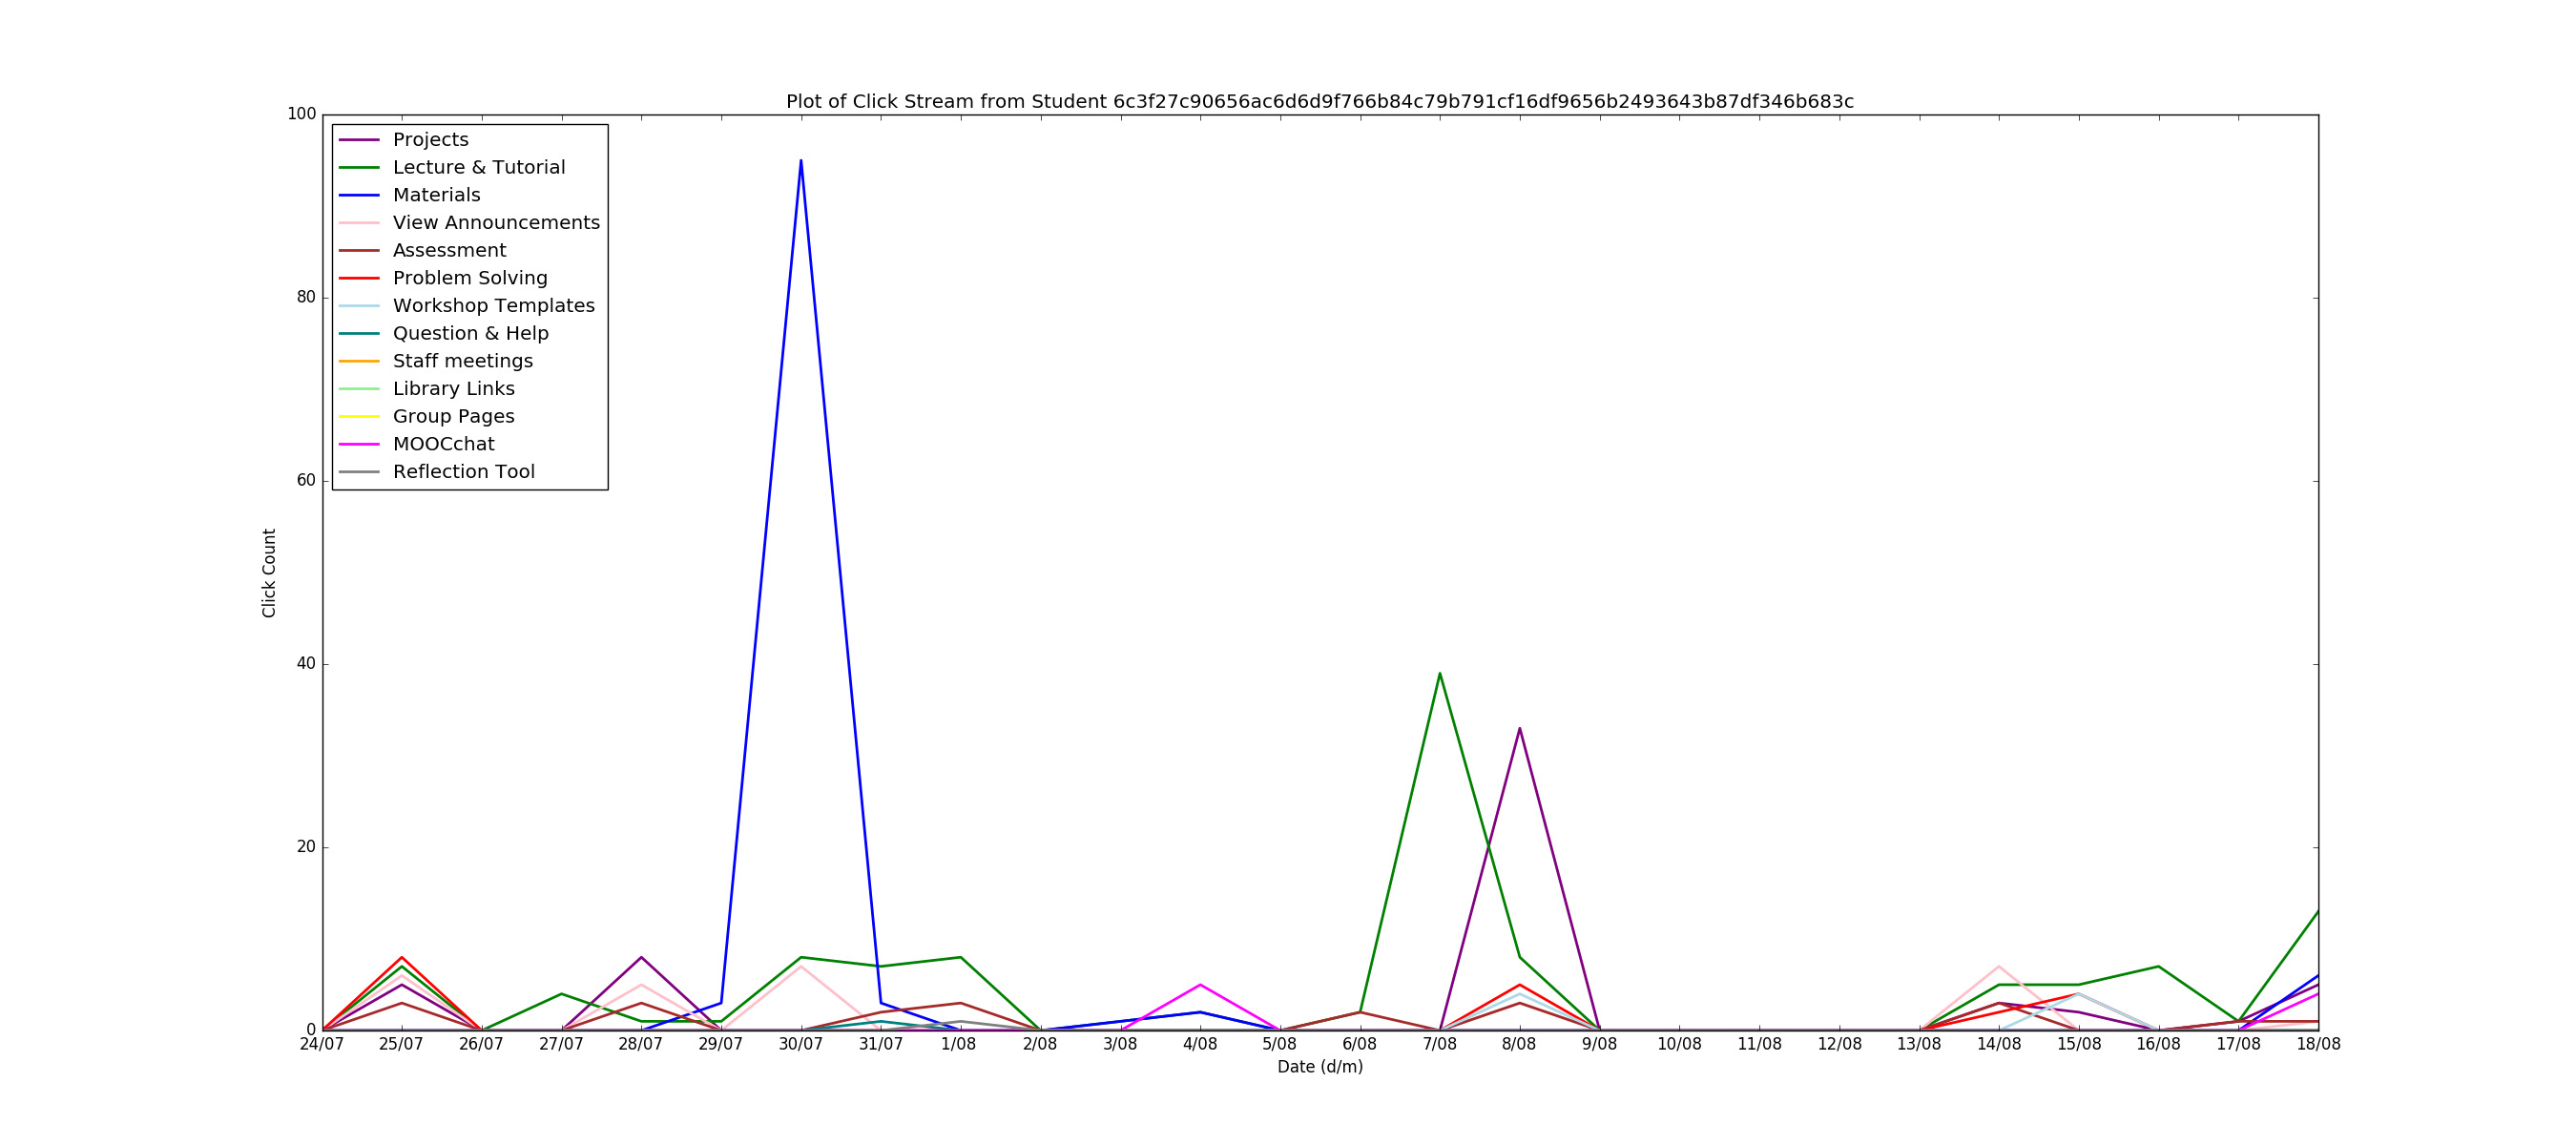 Plot of Click Stream from Student 6c3f27c90656ac6d6d9f766b84c79b791cf16df9656b2493643b87df346b683c
100
80
60
40
20
0
Click Count
Projects
Lecture & Tutorial
Materials
View Announcements
Assessment
Problem Solving
Workshop Templates
Question & Help
Staff meetings
Library Links
Group Pages
MOOCchat
Reflection Tool
24/07 25/07 26/07 27/07 28/07 29/07 30/07 31/07 1/08 2/08 3/08 4/08 5/08 6/08 7/08 8/08 9/08 10/08 11/08 12/08 13/08 14/08 15/08 16/08 17/08 18/08
Date (d/m)